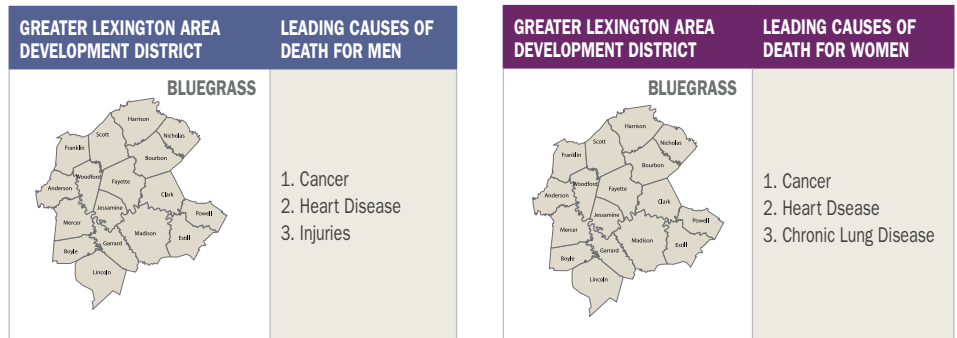 GREATER LEXINGTON AREA
DEVELOPMENT DISTRICT
LEADING CAUSES OF
DEATH FOR MEN
BLUEGRASS
Harrison
Scott
Nicholas
Franklin
Bourbon
Woodford
Fayette
Anderson
Clark
Jessamine
Powell
Mercer
Madison
Estill
Garrard
Boyle
Lincoln
1. Cancer
2. Heart Disease
3. Injuries
GREATER LEXINGTON AREA
DEVELOPMENT DISTRICT
LEADING CAUSES OF
DEATH FOR WOMEN
BLUEGRASS
Harrison
Scott
Nicholas
Franklin
Bourbon
Woodford
Fayette
Anderson
Clark
Jessamine
Powell
Mercer
Madison
Estill
Garrard
Boyle
Lincoln
1. Cancer
2. Heart Dsease
3. Chronic Lung Disease